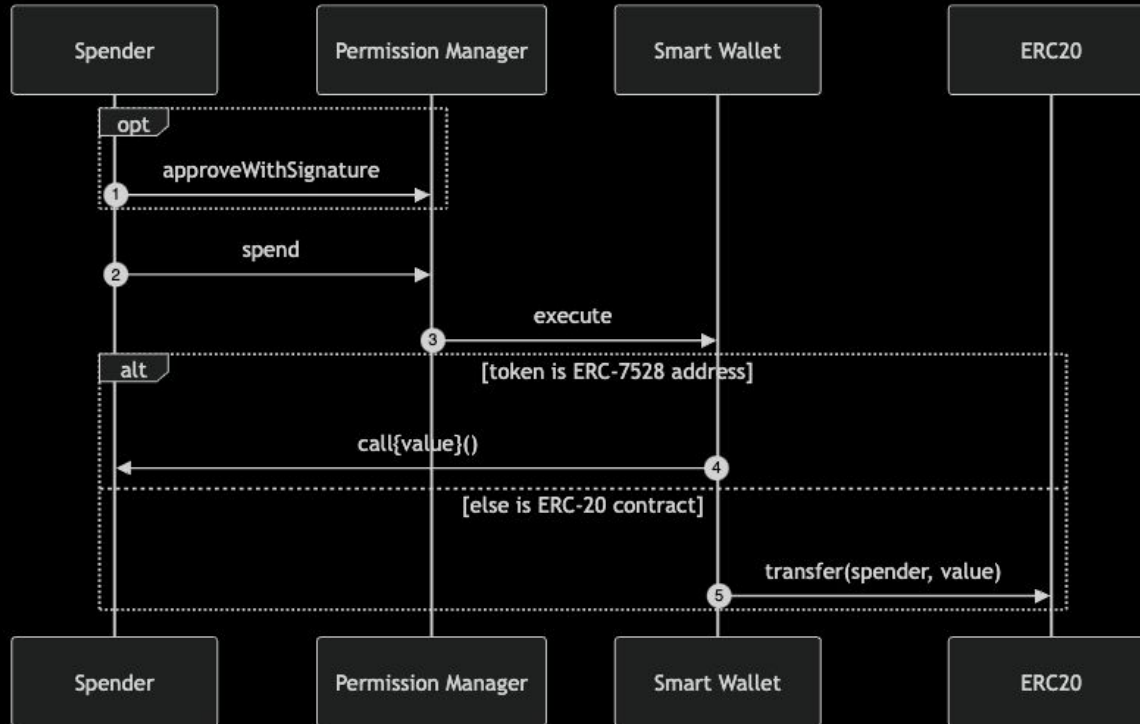 Spender
Permission Manager
Smart Wallet
ERC20
opt
approveWithSignature
1
spend
2
execute
3
alt
[token is ERC-7528 address]
call{value}()
4
[else is ERC-20 contract]
transfer(spender, value)
5
Spender
Permission Manager
Smart Wallet
ERC20